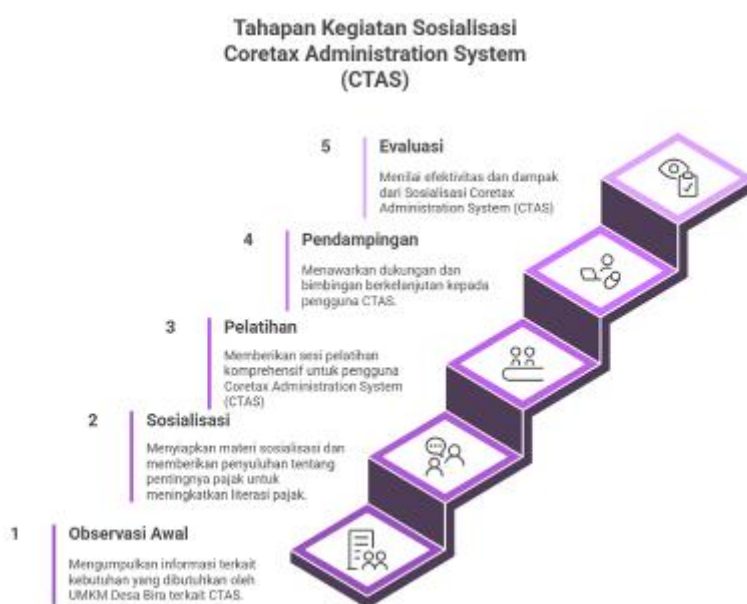 Tahapan Kegiatan Sosialisasi
Coretax Administration System
(CTAS)
5 Evaluasi
Menilai efektivitas dan dampak
dari Sosialisasi Coretax
Administration System (CTAS)
4 Pendampingan
Menawarkan dukungan dan
bimbingan berkelanjutan kepada
pengguna CTAS.
3 Pelatihan
Memberikan sesi pelatihan
komprehensif untuk pengguna
Coretax Administration System
(CTAS)
2 Sosialisasi
Menyiapkan materi sosialisasi dan
memberikan penyuluhan tentang
pentingnya pajak untuk
meningkatkan literasi pajak.
1 Observasi Awal
Mengumpulkan informasi terkait
kebutuhan yang dibutuhkan oleh
UMKM Desa Bira terkait CTAS.